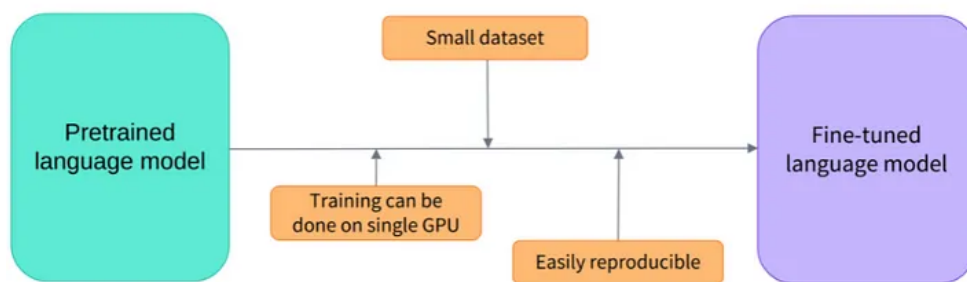 Small dataset
Pretrained
language model
Fine-tuned
language model
Training can be
done on single GPU
Easily reproducible